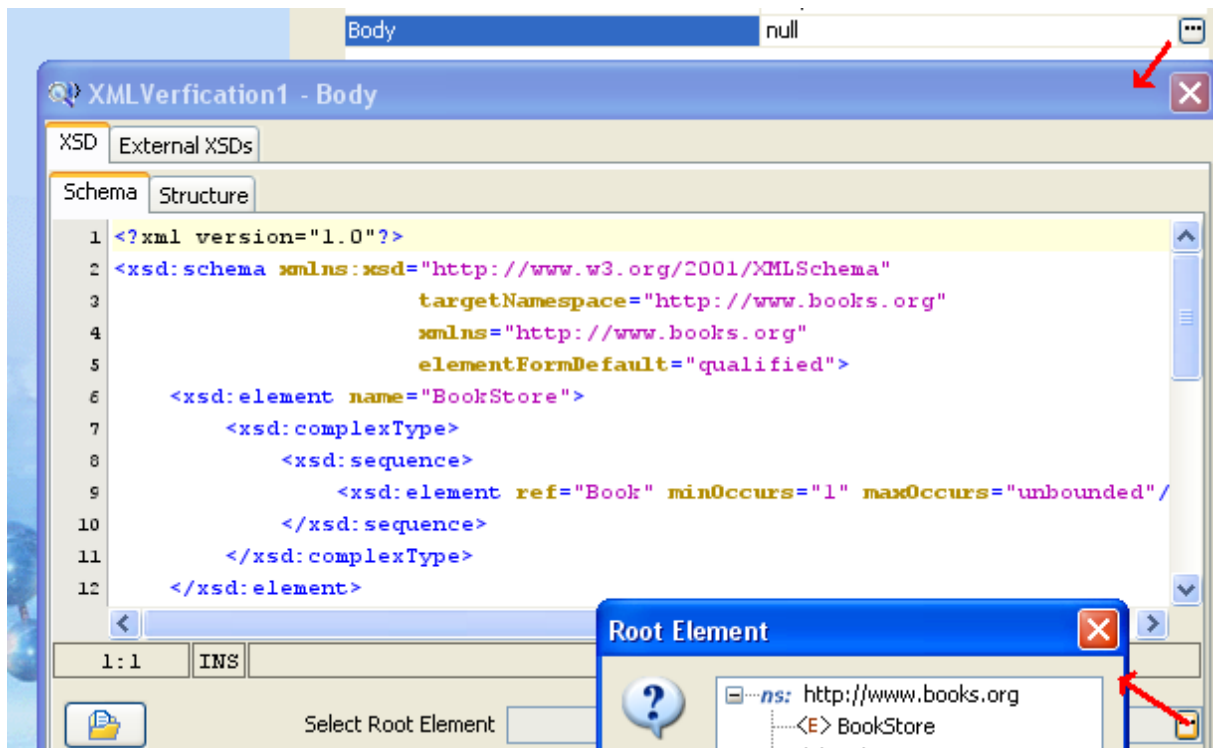 Body null
XMLVerfication1 - Body
XSD External XSDs
Schema Structure
1 <?xml version="1.0"?>
2 <xsd:schema xmlns:xsd="http://www.w3.org/2001/XMLSchema"
3 targetNamespace="http://www.books.org"
4 xmlns="http://www.books.org"
5 elementFormDefault="qualified">
6 <xsd:element name="BookStore">
7 <xsd:complexType>
8 <xsd:sequence>
9 <xsd:element ref="Book" minOccurs="1" maxOccurs="unbounded"/
10 </xsd:sequence>
11 </xsd:complexType>
12 </xsd:element>
Root Element
1:1 INS
ns: http://www.books.org
Select Root Element
<E> BookStore